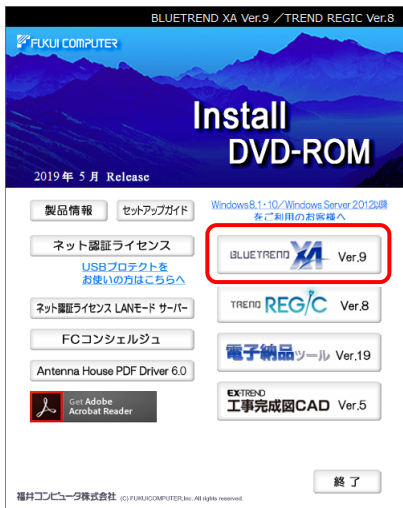 BLUETREND XA Ver.9 ／TREND REGIC Ver.8
FUKUI COMPUTER
Install
DVD-ROM
2019年 5月 Release
製品情報
セットアップガイド
Windows8.1・10／Windows Server 2012以降
をご利用のお客様へ
ネット認証ライセンス
USBプロテクトを
お使いの方はこちらへ
ネット認証ライセンス LANモード サーバー
FCコンシェルジュ
Antenna House PDF Driver 6.0
Get Adobe
Acrobat Reader
BLUETREND XA Ver.9
TREND REGIC Ver.8
電子納品ツール Ver.19
EX-TREND
工事完成図CAD Ver.5
終了
福井コンピュータ株式会社 (C) FUKUICOMPUTER,Inc. All rights reserved.